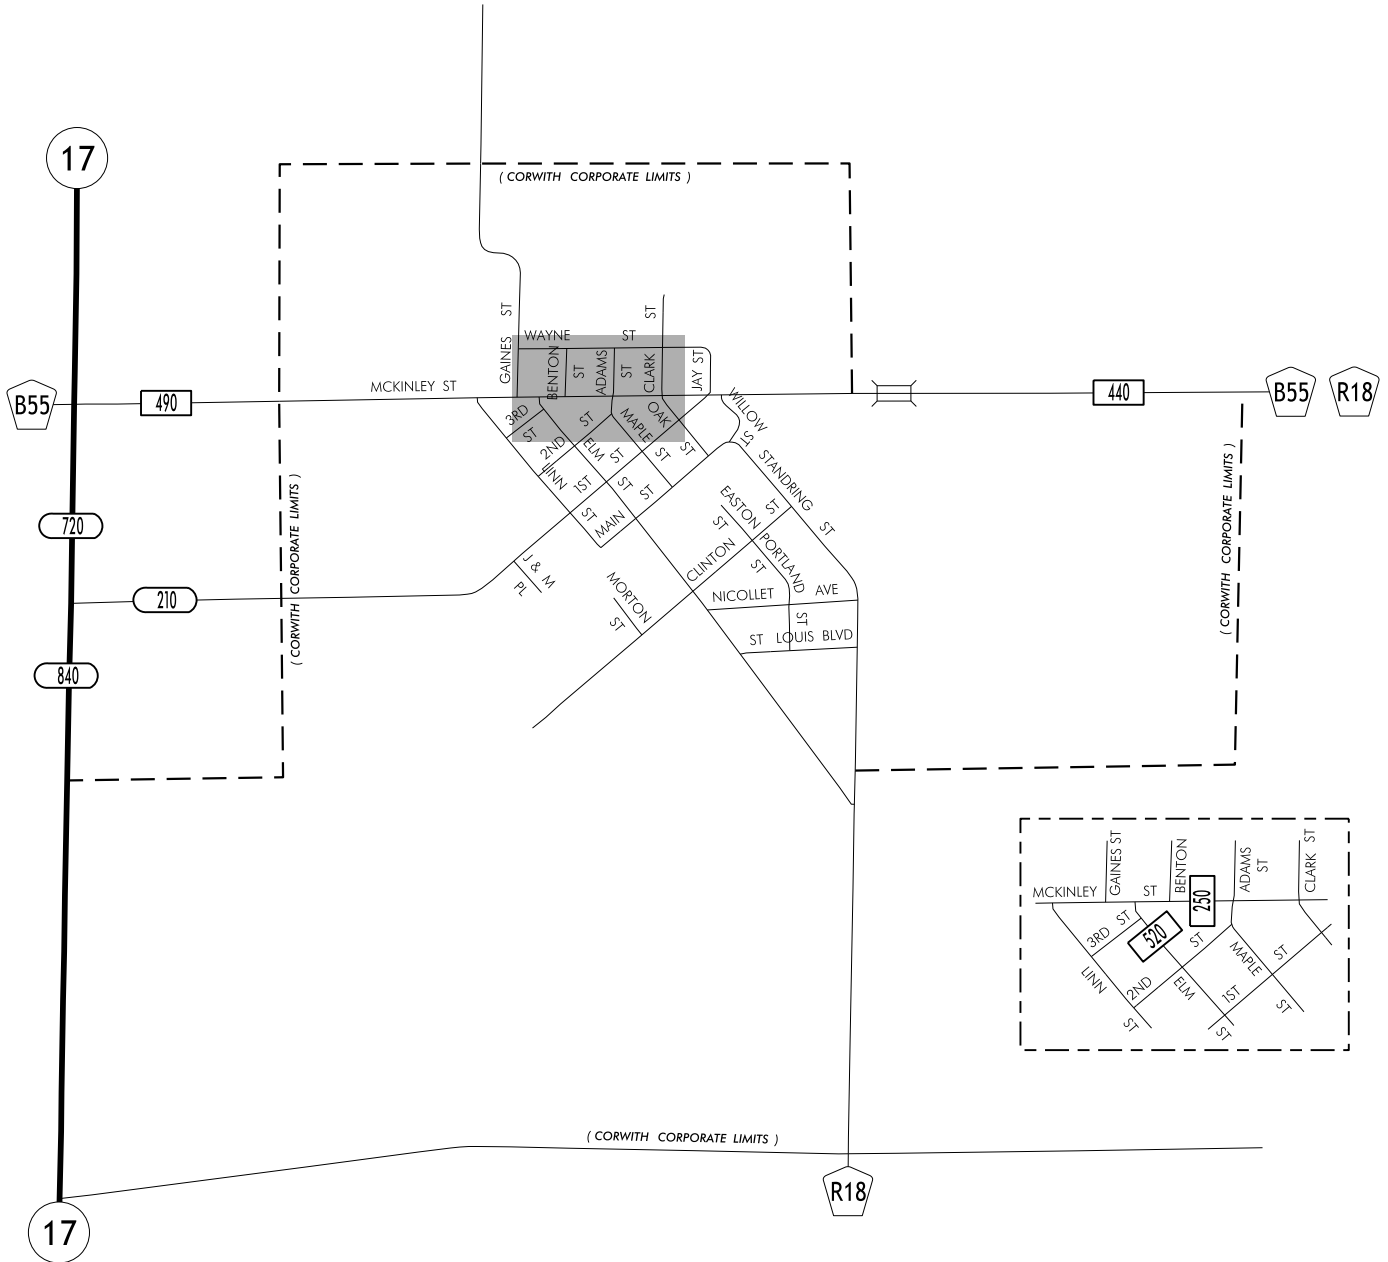 17
( CORWITH CORPORATE LIMITS )
GAINES ST
WAYNE ST
ST
BENTON ST
ADAMS ST
CLARK
JAY ST
MCKINLEY ST
B55
490
440
B55
R18
3RD ST
2ND ST
ELM ST
MAPLE ST
OAK ST
WILLOW ST
LINN ST
1ST ST
ST
MAIN ST
STANDRING ST
EASTON ST
CLINTON ST
PORTLAND ST
( CORWITH CORPORATE LIMITS )
( CORWITH CORPORATE LIMITS )
720
J & M PL
MORTON ST
NICOLLET AVE
210
ST LOUIS BLVD
840
GAINES ST
BENTON
ADAMS ST
CLARK ST
MCKINLEY ST
250
3RD ST
520
ST
MAPLE ST
ST
LINN ST
2ND
ELM ST
1ST
( CORWITH CORPORATE LIMITS )
R18
17